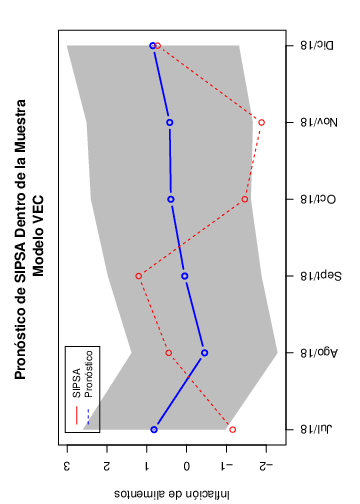 Pronóstico de SIPSA Dentro de la Muestra
Modelo VEC
SIPSA
Pronóstico
3
2
1
0
−1
−2
Inflación de alimentos
Jul/18
Ago/18
Sept/18
Oct/18
Nov/18
Dic/18